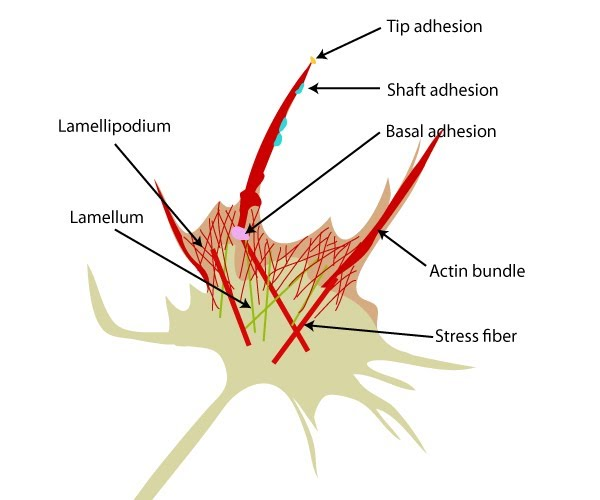 Tip adhesion
Shaft adhesion
Lamellipodium
Basal adhesion
Lamellum
Actin bundle
Stress fiber